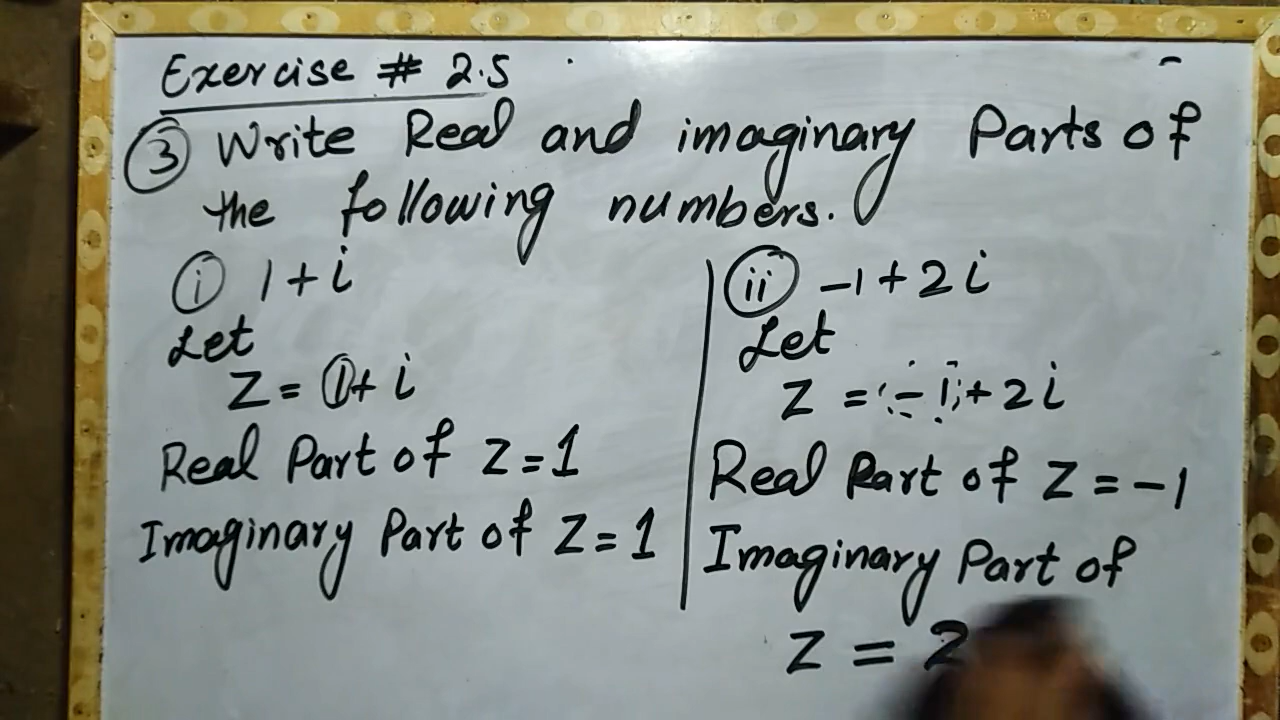 Exercise # 2.5
③ Write Real and imaginary Parts of
the following numbers.
ⓘ 1 + i
Let
Z = 1 + i
Real Part of Z = 1
Imaginary Part of Z = 1
ⓘⓘ -1 + 2i
Let
Z = -1 + 2i
Real Part of Z = -1
Imaginary Part of
Z = 2